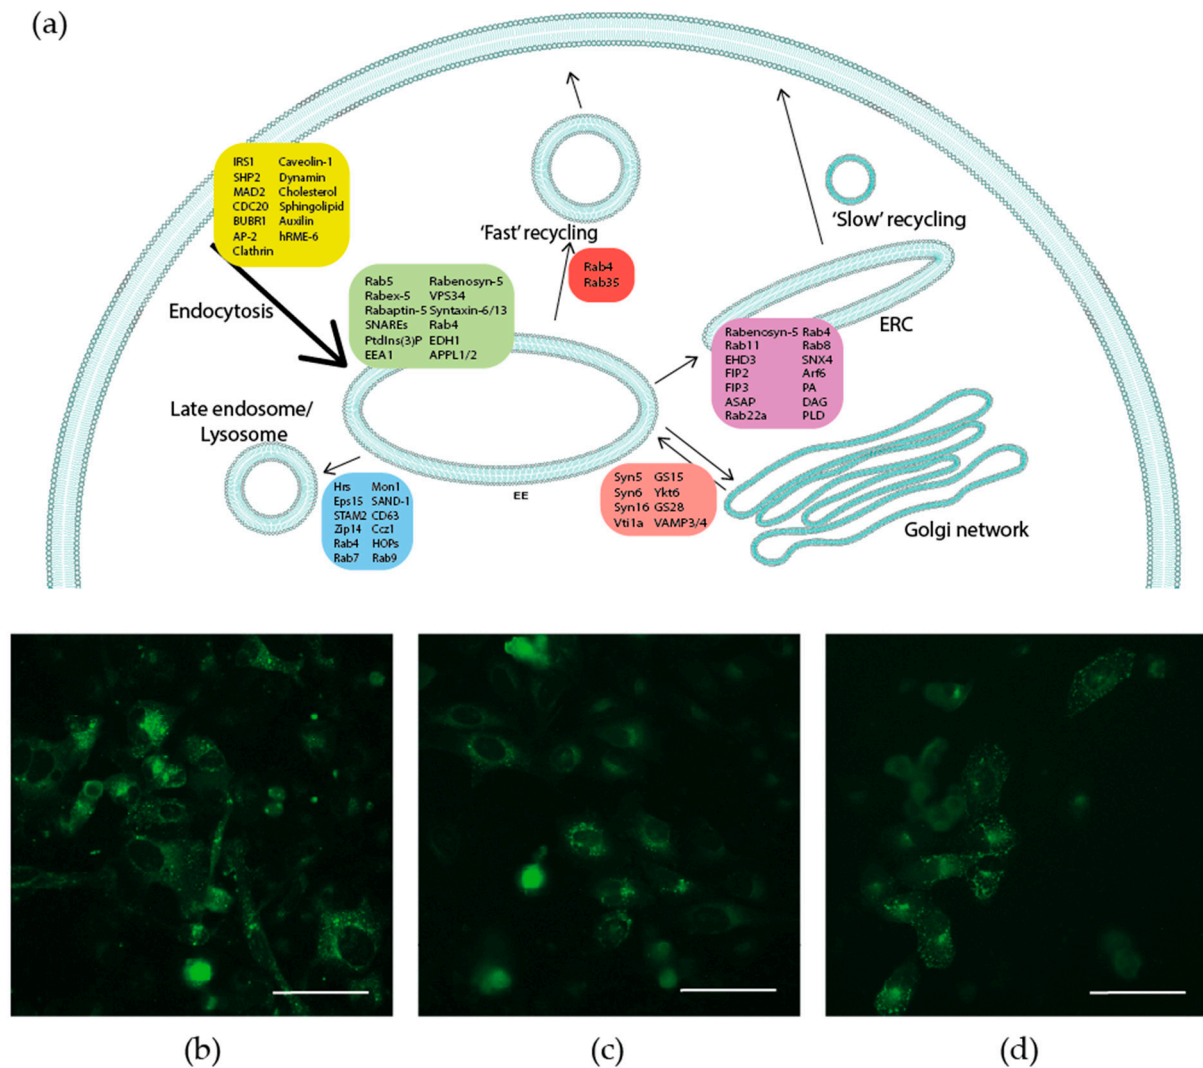 (a)
IRS1 Caveolin-1
SHP2 Dynamin
MAD2 Cholesterol
CDC20 Sphingolipid
BUBR1 Auxilin
AP-2 hRME-6
Clathrin
Endocytosis
'Fast' recycling
Rab4
Rab35
'Slow' recycling
Rab5 Rabenosyn-5
Rabex-5 VPS34
Rabaptin-5 Syntaxin-6/13
SNAREs Rab4
PtdIns(3)P EDH1
EEA1 APPL1/2
ERC
Rabenosyn-5 Rab4
Rab11 Rab8
EHD3 SNX4
FIP2 Arf6
FIP3 PA
ASAP DAG
Rab22a PLD
Late endosome/
Lysosome
Hrs Mon1
Eps15 SAND-1
STAM2 CD63
Zip14 Ccz1
Rab4 HOPs
Rab7 Rab9
EE
Syn5 GS15
Syn6 Ykt6
Syn16 GS28
Vti1a VAMP3/4
Golgi network
(b)
(c)
(d)